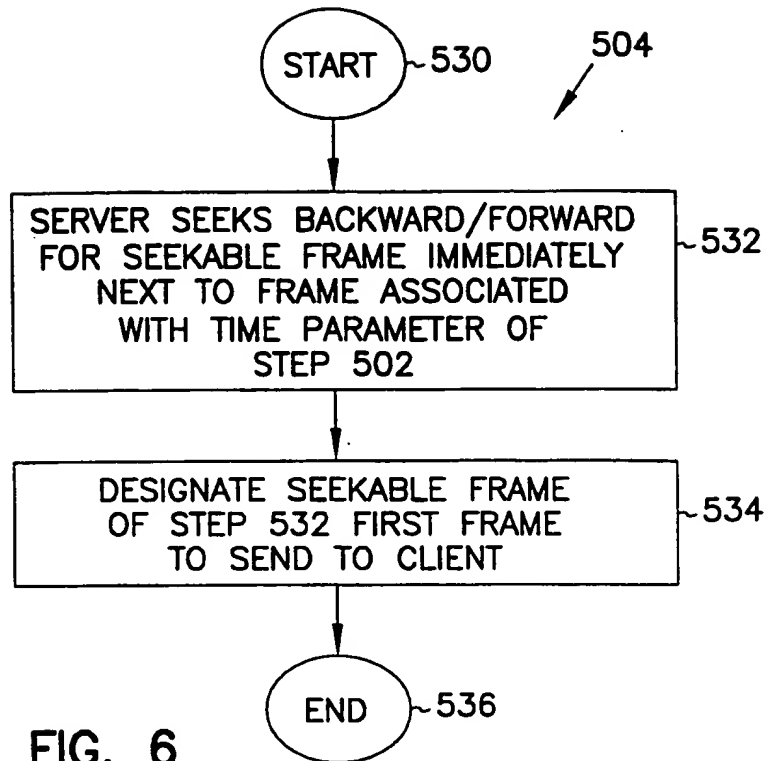 START 530
504
SERVER SEEKS BACKWARD/FORWARD
FOR SEEKABLE FRAME IMMEDIATELY
NEXT TO FRAME ASSOCIATED
WITH TIME PARAMETER OF
STEP 502
532
DESIGNATE SEEKABLE FRAME
OF STEP 532 FIRST FRAME
TO SEND TO CLIENT
534
END 536
FIG. 6